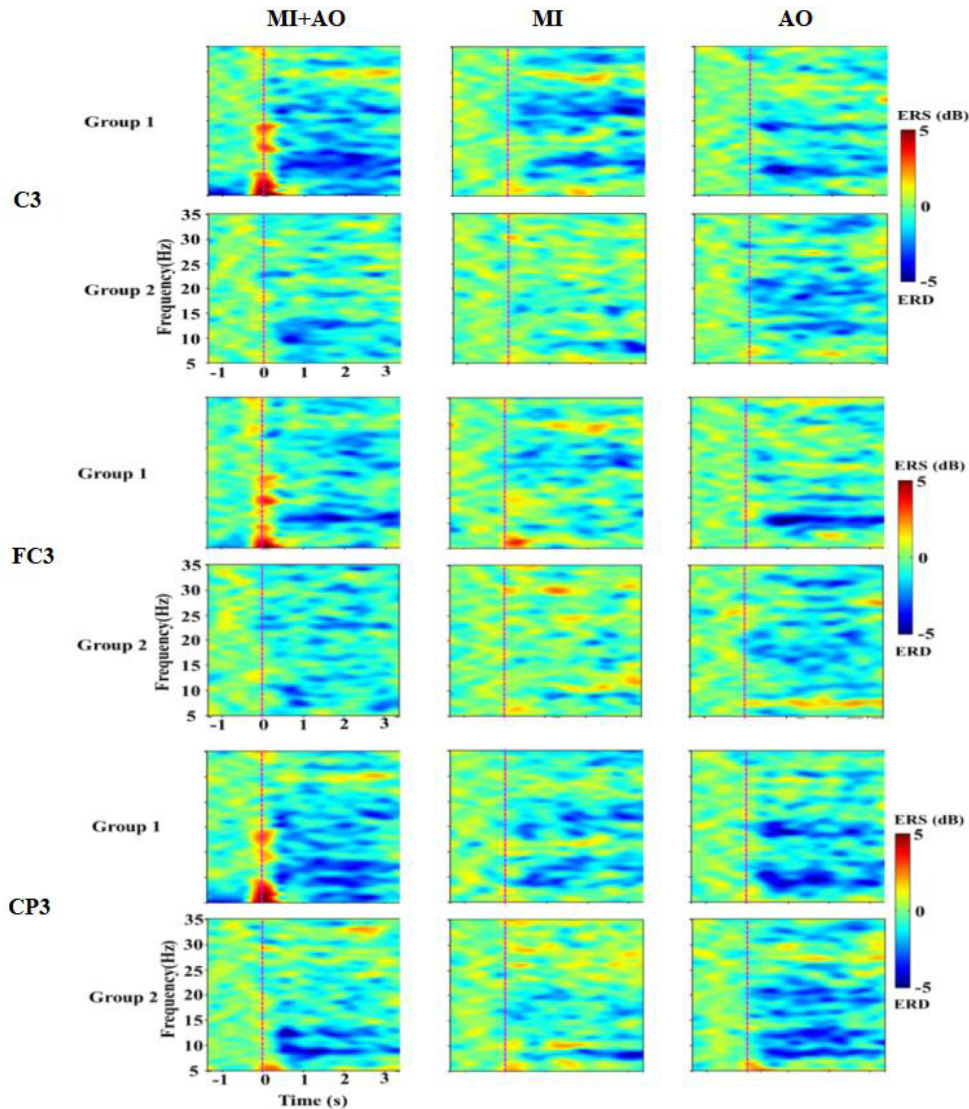 MI+AO MI AO
Group 1
ERS (dB)
5
0
-5
ERD
C3
Group 2
Frequency(Hz)
35
30
25
20
15
10
5
-1 0 1 2 3
Group 1
ERS (dB)
5
0
-5
ERD
FC3
Group 2
Frequency(Hz)
35
30
25
20
15
10
5
-1 0 1 2 3
Group 1
ERS (dB)
5
0
-5
ERD
CP3
Group 2
Frequency(Hz)
35
30
25
20
15
10
5
-1 0 1 2 3
Time (s)